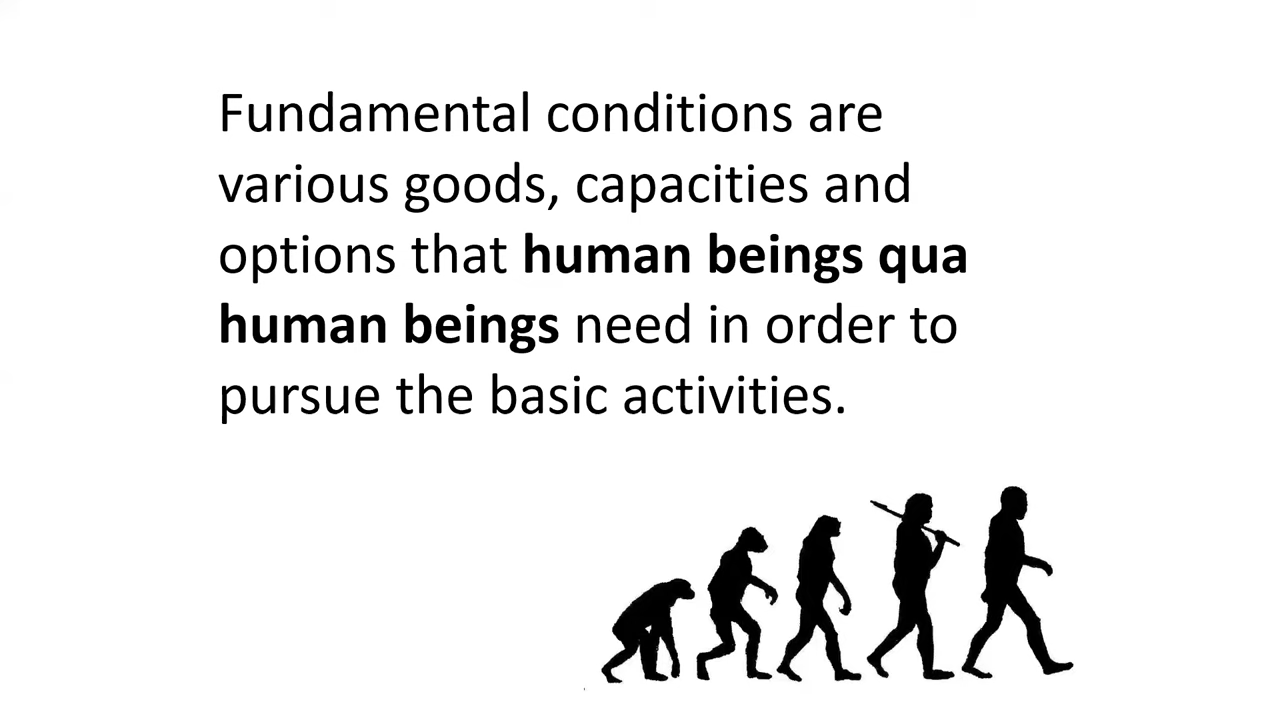 Fundamental conditions are
various goods, capacities and
options that human beings qua
human beings need in order to
pursue the basic activities.